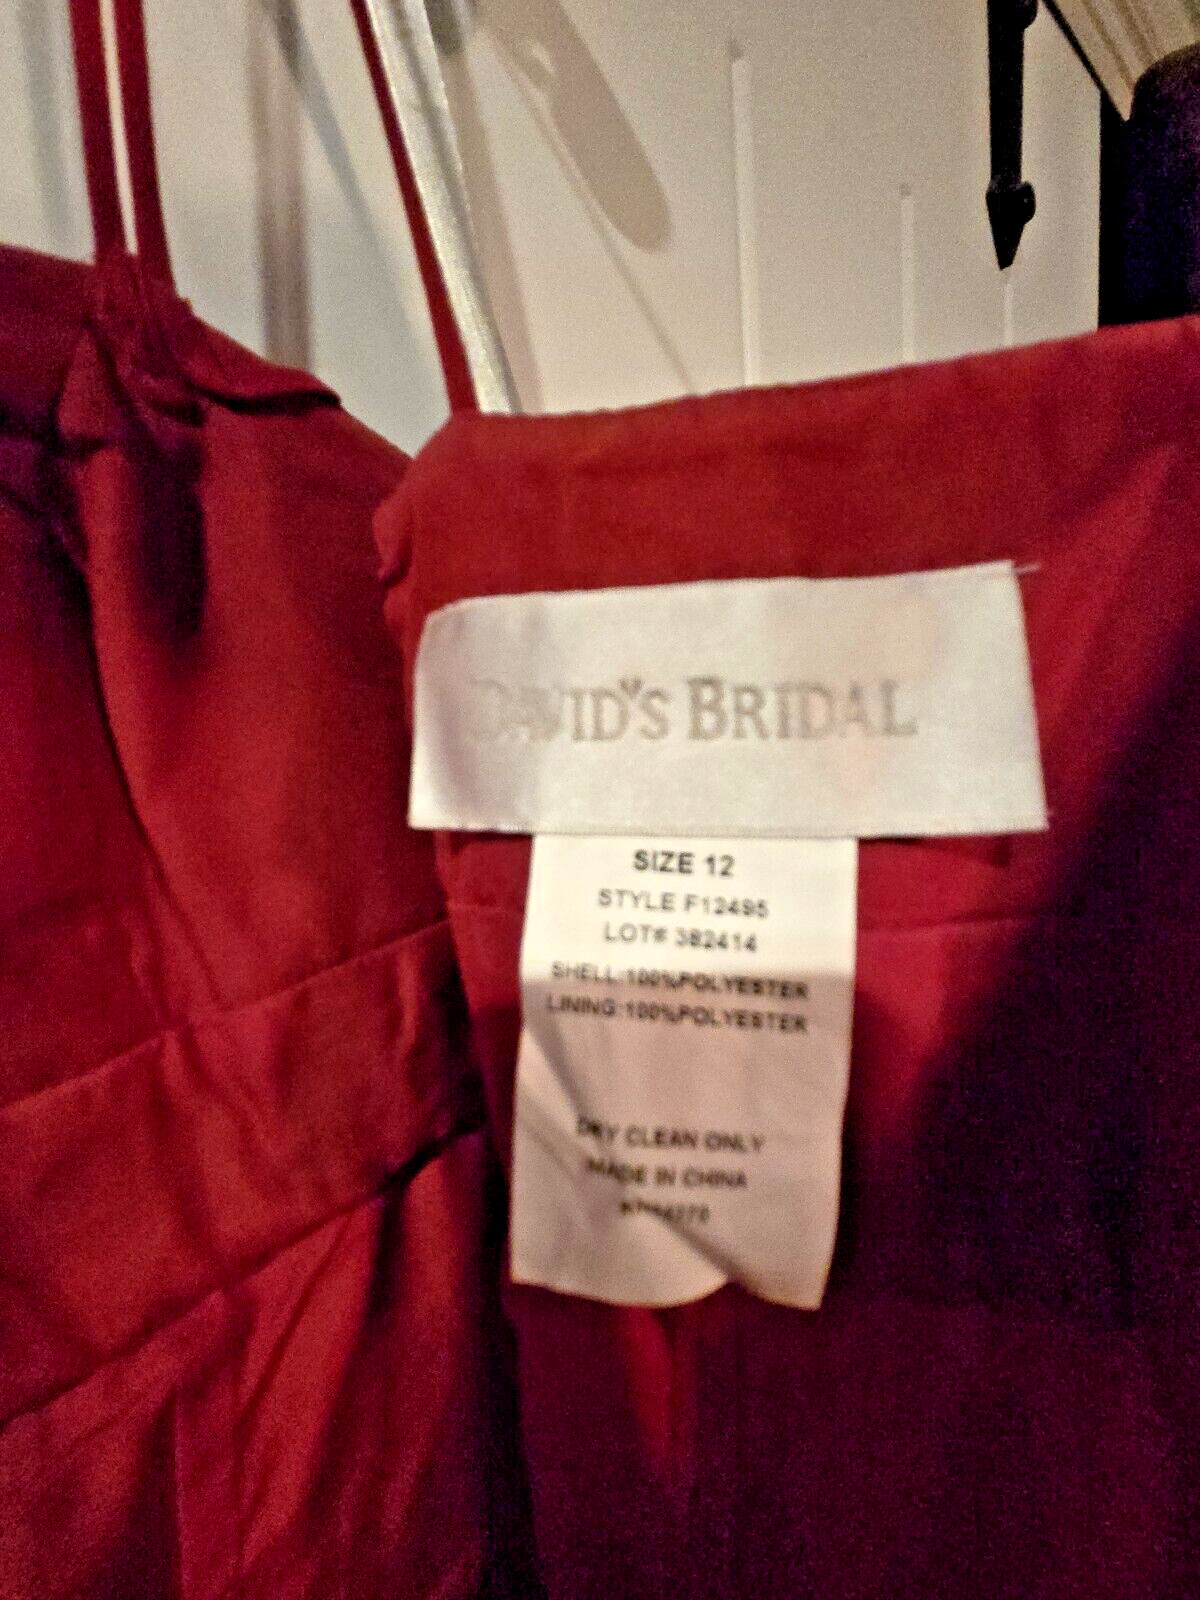 DAVID'S BRIDAL
SIZE 12
STYLE F12495
LOT# 382414
SHELL:100%POLYESTER
LINING:100%POLYESTER
DRY CLEAN ONLY
MADE IN CHINA